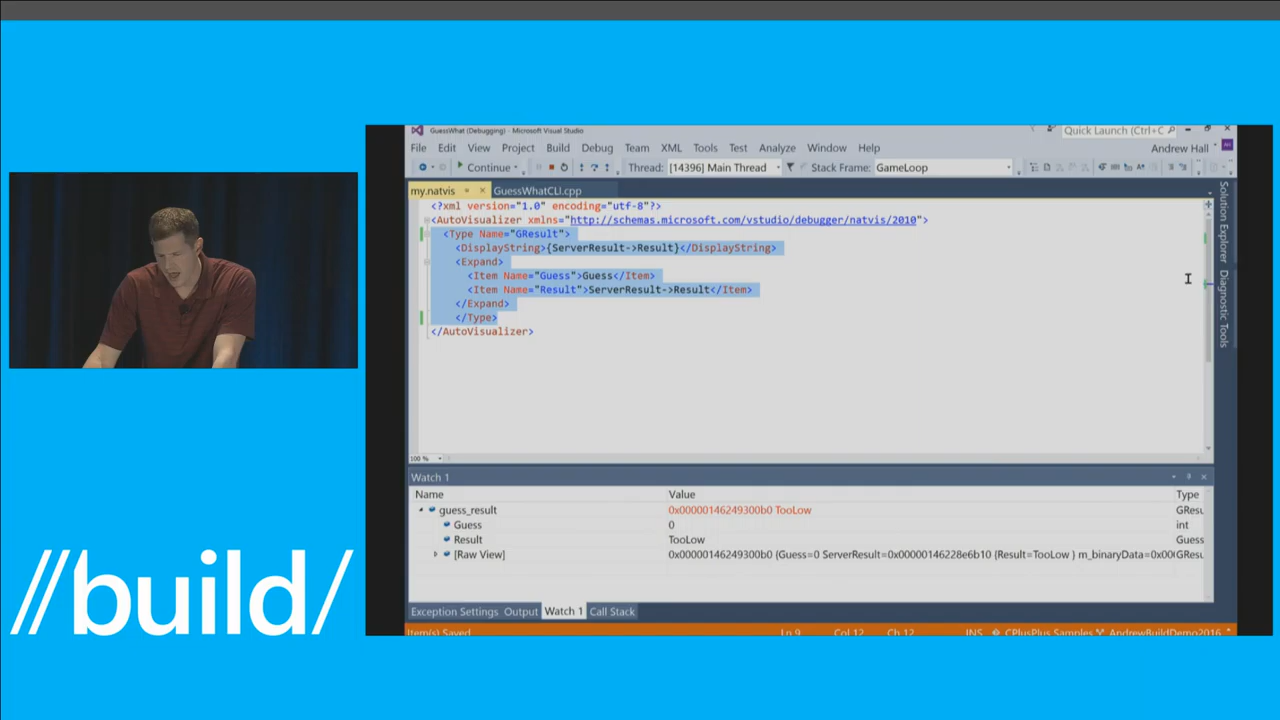 GuessWhat (Debugging) - Microsoft Visual Studio
Quick Launch (Ctrl+C
File Edit View Project Build Debug Team XML Tools Test Analyze Window Help
Andrew Hall
Continue Thread: [14396] Main Thread Stack Frame: GameLoop
my.natvis GuessWhatCLI.cpp
<?xml version="1.0" encoding="utf-8"?>
<AutoVisualizer xmlns="http://schemas.microsoft.com/vstudio/debugger/natvis/2010">
<Type Name="GResult">
<DisplayString>{ServerResult->Result}</DisplayString>
<Expand>
<Item Name="Guess">Guess</Item>
<Item Name="Result">ServerResult->Result</Item>
</Expand>
</Type>
</AutoVisualizer>
Solution Explorer
Diagnostic Tools
100 %
Watch 1
Name Value Type
guess_result 0x00000146249300b0 TooLow GResu
Guess 0 int
Result TooLow Guess
[Raw View] 0x00000146249300b0 {Guess=0 ServerResult=0x00000146228e6b10 {Result=TooLow } m_binaryData=0x000 GResu
Exception Settings Output Watch 1 Call Stack
Item(s) Saved Ln 9 Col 12 Ch 12 INS CPlusPlus Samples AndrewBuildDemo2016
//build/